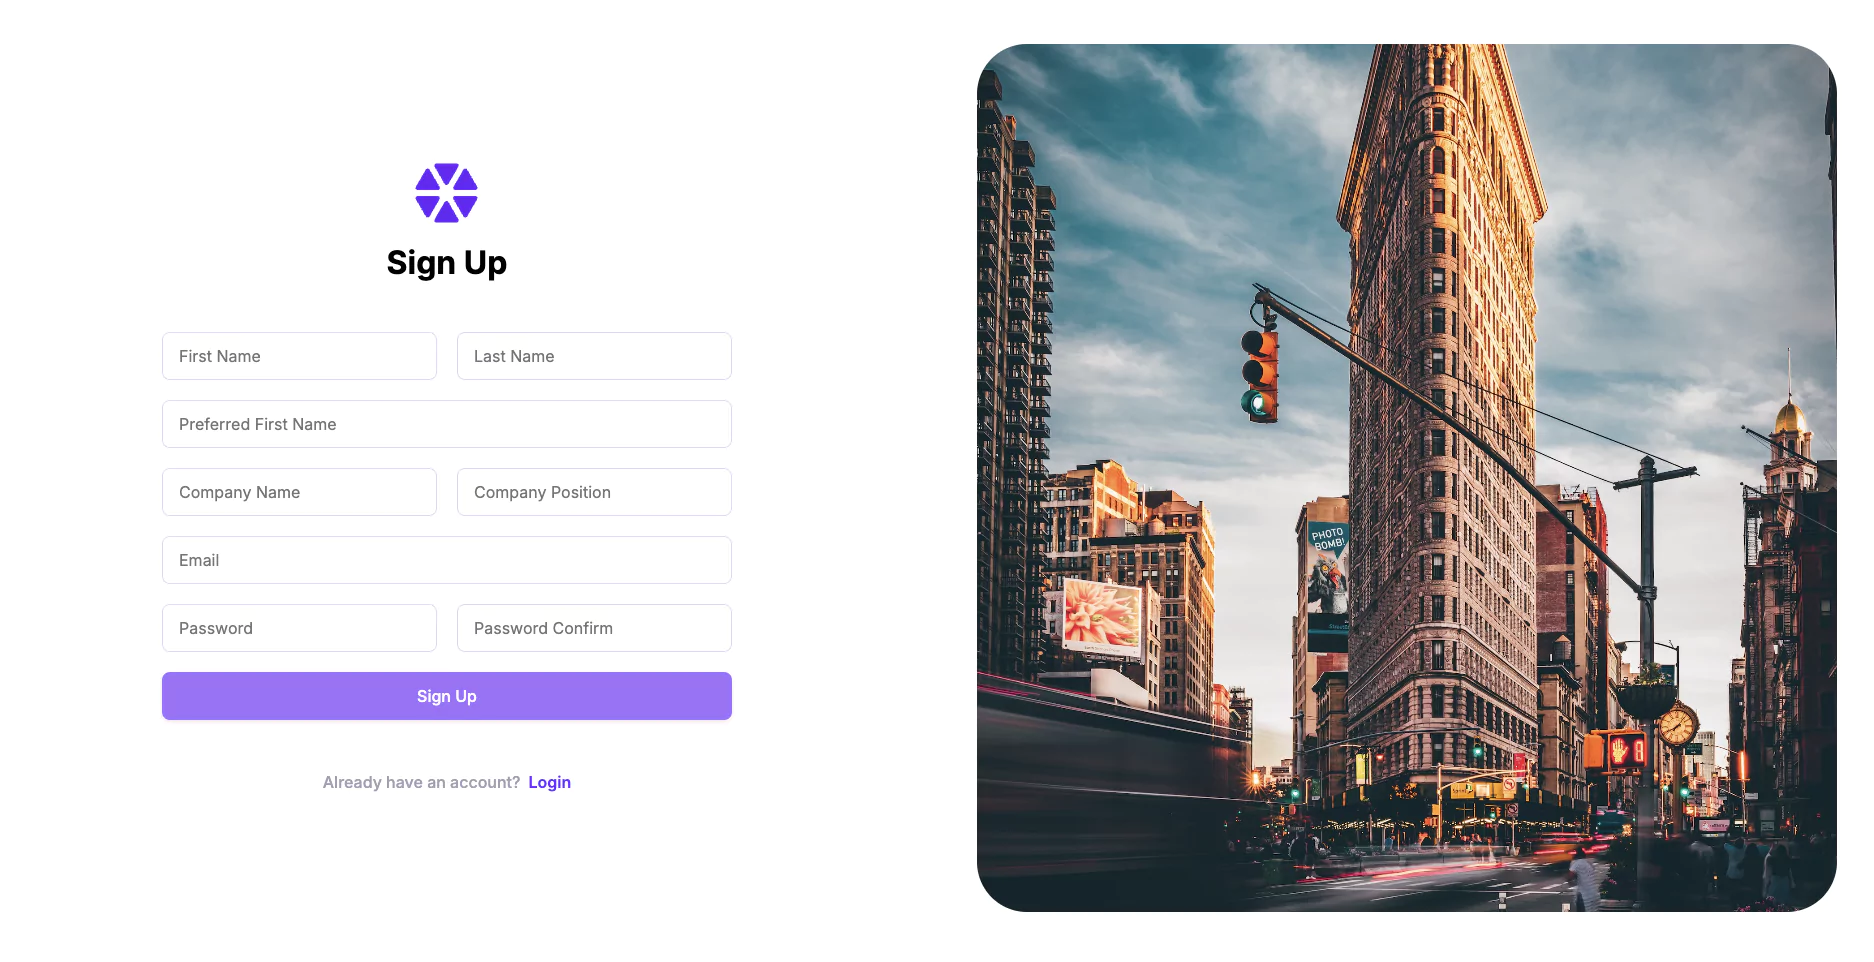 Sign Up
First Name
Last Name
Preferred First Name
Company Name
Company Position
Email
Password
Password Confirm
Sign Up
Already have an account? Login
PHOTO
BOMB!